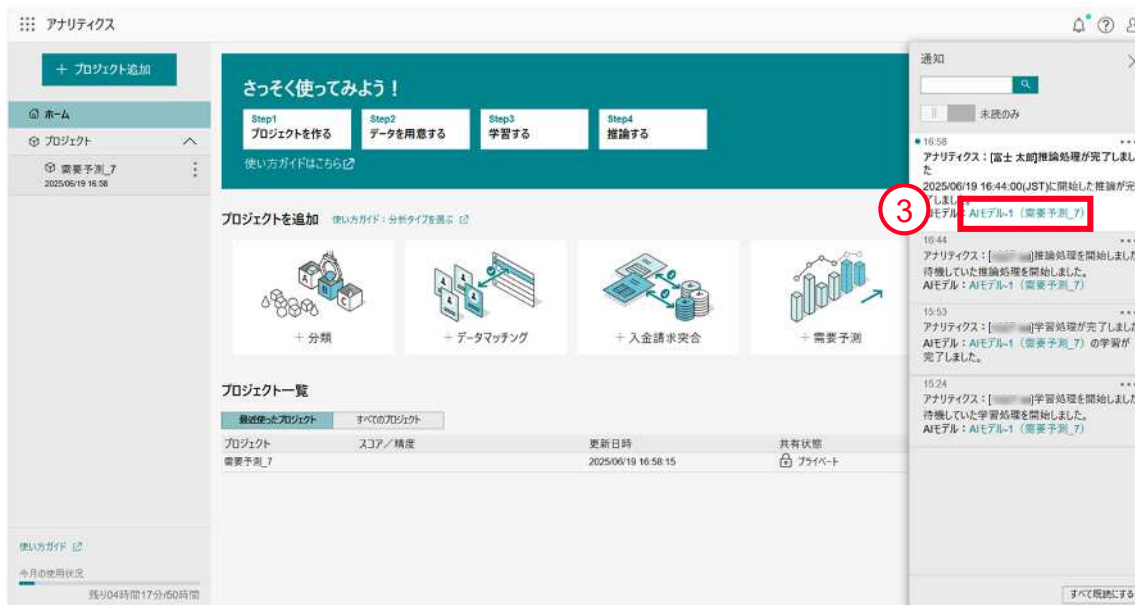 アナリティクス
+ プロジェクト追加
ホーム
プロジェクト
需要予測_7
2025/06/19 16:58
使い方ガイド
今月の使用状況
残り04時間17分/50時間
さっそく使ってみよう！
Step1
プロジェクトを作る
Step2
データを用意する
Step3
学習する
Step4
推論する
使い方ガイドはこちら
プロジェクトを追加 使い方ガイド：分析タイプを選ぶ
A
B
C
+ 分類
+ データマッチング
+ 入金請求突合
+ 需要予測
プロジェクト一覧
最近使ったプロジェクト すべてのプロジェクト
プロジェクト スコア／精度 更新日時 共有状態
需要予測_7 2025/06/19 16:58:15 プライベート
通知
未読のみ
16:58
アナリティクス：[富士 太郎]推論処理が完了しまし
た
2025/06/19 16:44:00(JST)に開始した推論が完
了しました。
③
AIモデル：AIモデル-1（需要予測_7）
16:44
アナリティクス：[ ]推論処理を開始しました
待機していた推論処理を開始しました。
AIモデル：AIモデル-1（需要予測_7）
15:53
アナリティクス：[ ]学習処理が完了しました
AIモデル：AIモデル-1（需要予測_7）の学習が
完了しました。
15:24
アナリティクス：[ ]学習処理を開始しました
待機していた学習処理を開始しました。
AIモデル：AIモデル-1（需要予測_7）
すべて既読にする